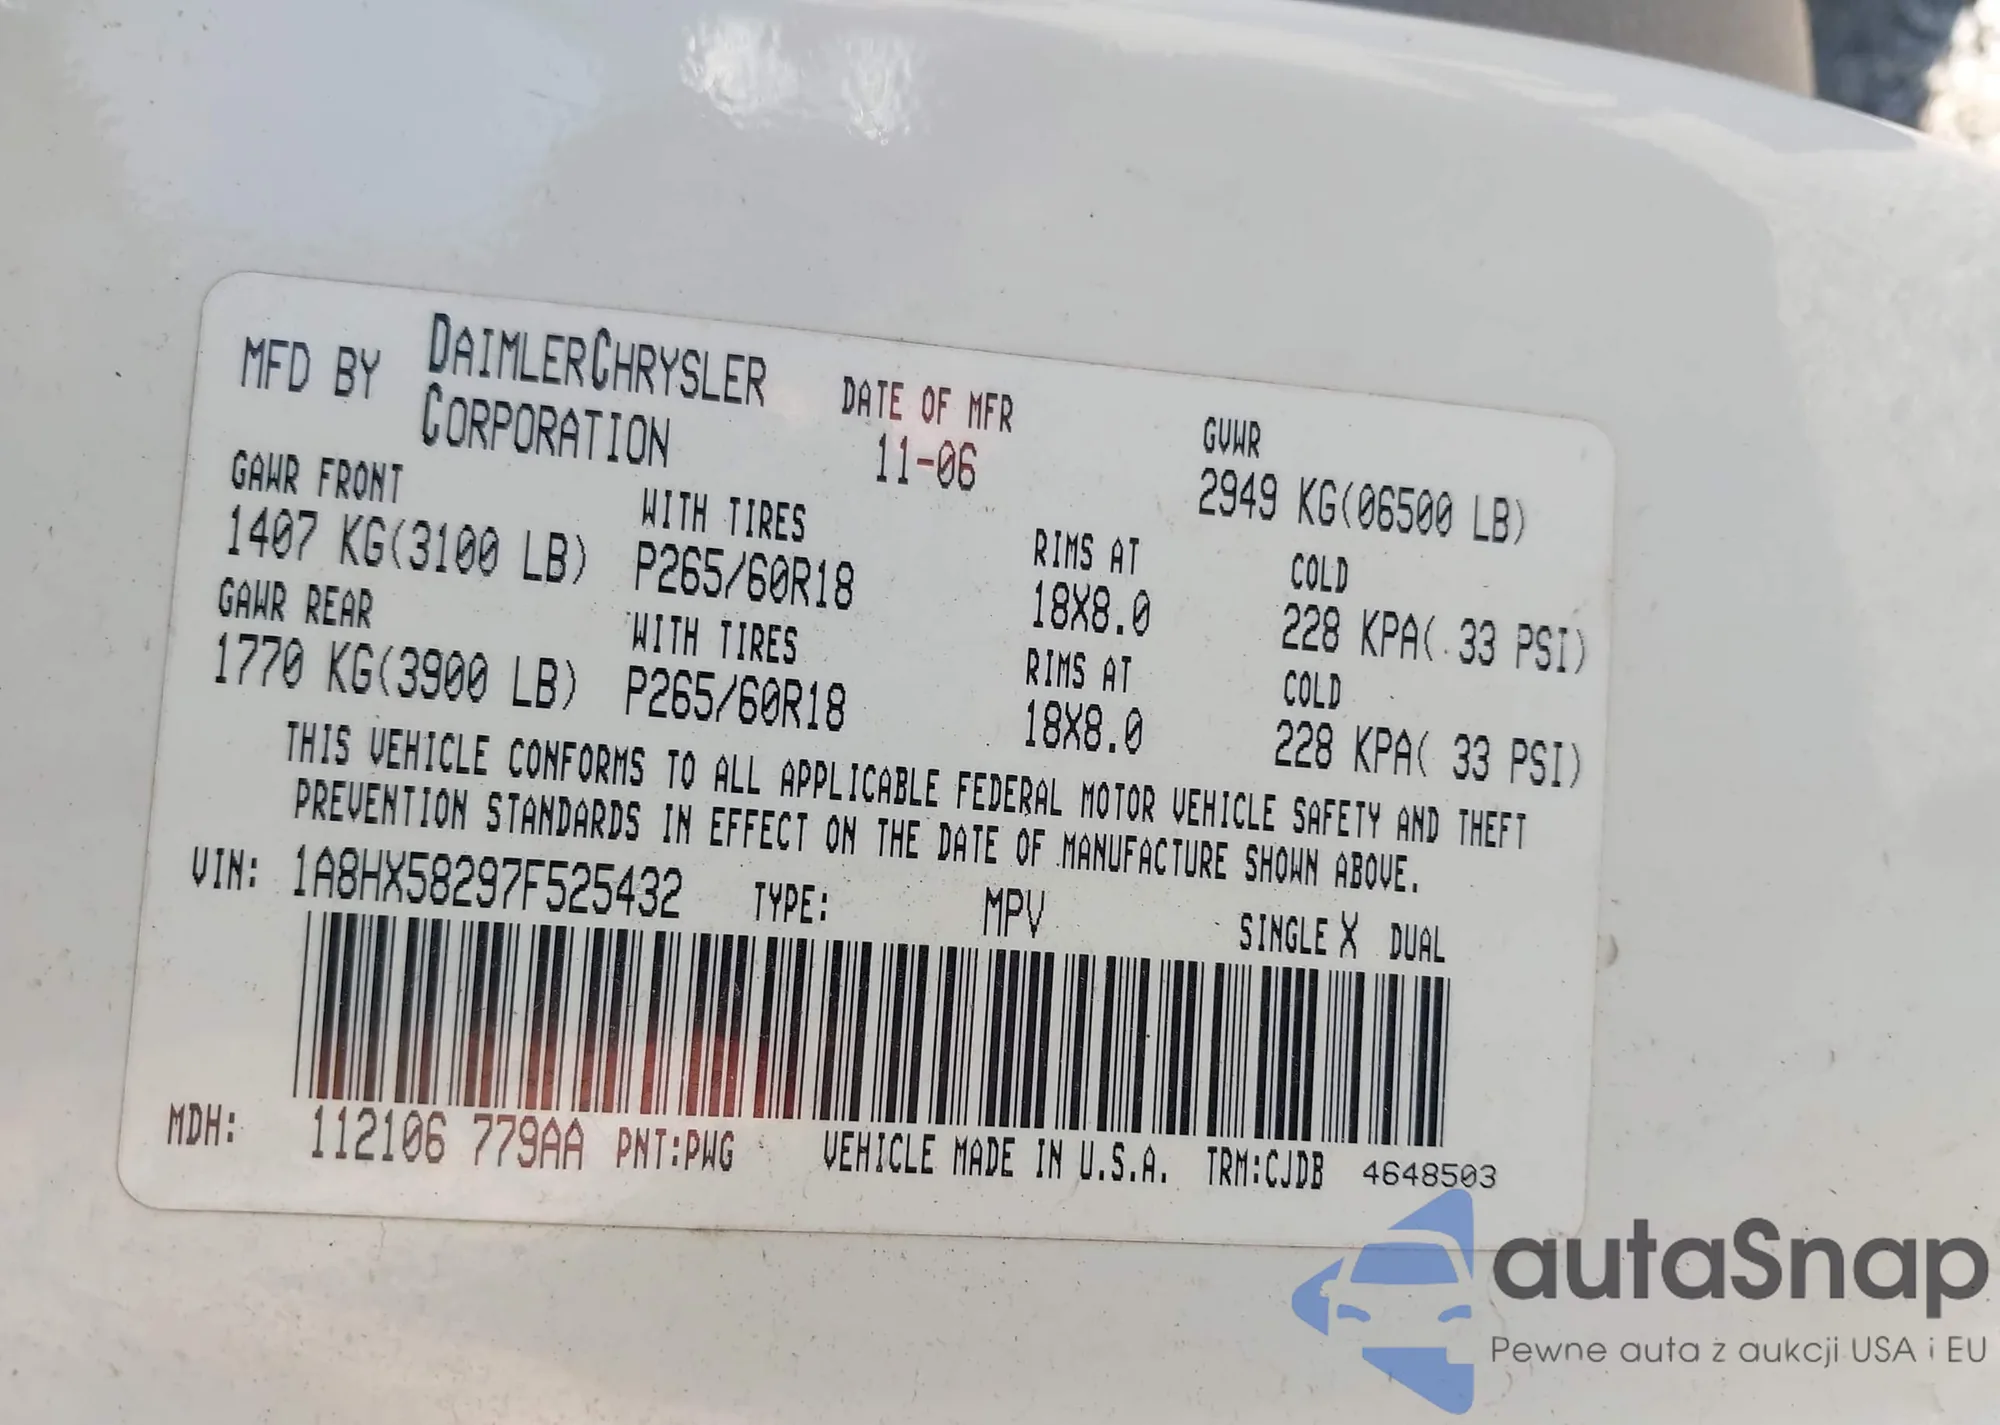 MFD BY DAIMLERCHRYSLER CORPORATION DATE OF MFR 11-06 GVWR
2949 KG(06500 LB)
GAWR FRONT WITH TIRES RIMS AT COLD
1407 KG(3100 LB) P265/60R18 18X8.0 228 KPA( 33 PSI)
GAWR REAR WITH TIRES RIMS AT COLD
1770 KG(3900 LB) P265/60R18 18X8.0 228 KPA( 33 PSI)
THIS VEHICLE CONFORMS TO ALL APPLICABLE FEDERAL MOTOR VEHICLE SAFETY AND THEFT
PREVENTION STANDARDS IN EFFECT ON THE DATE OF MANUFACTURE SHOWN ABOVE.
VIN: 1A8HX58297F525432 TYPE: MPV SINGLE X DUAL
MDH: 112106 779AA PNT:PWG VEHICLE MADE IN U.S.A. TRM:CJDB 4648503
autaSnap
Pewne auta z aukcji USA i EU